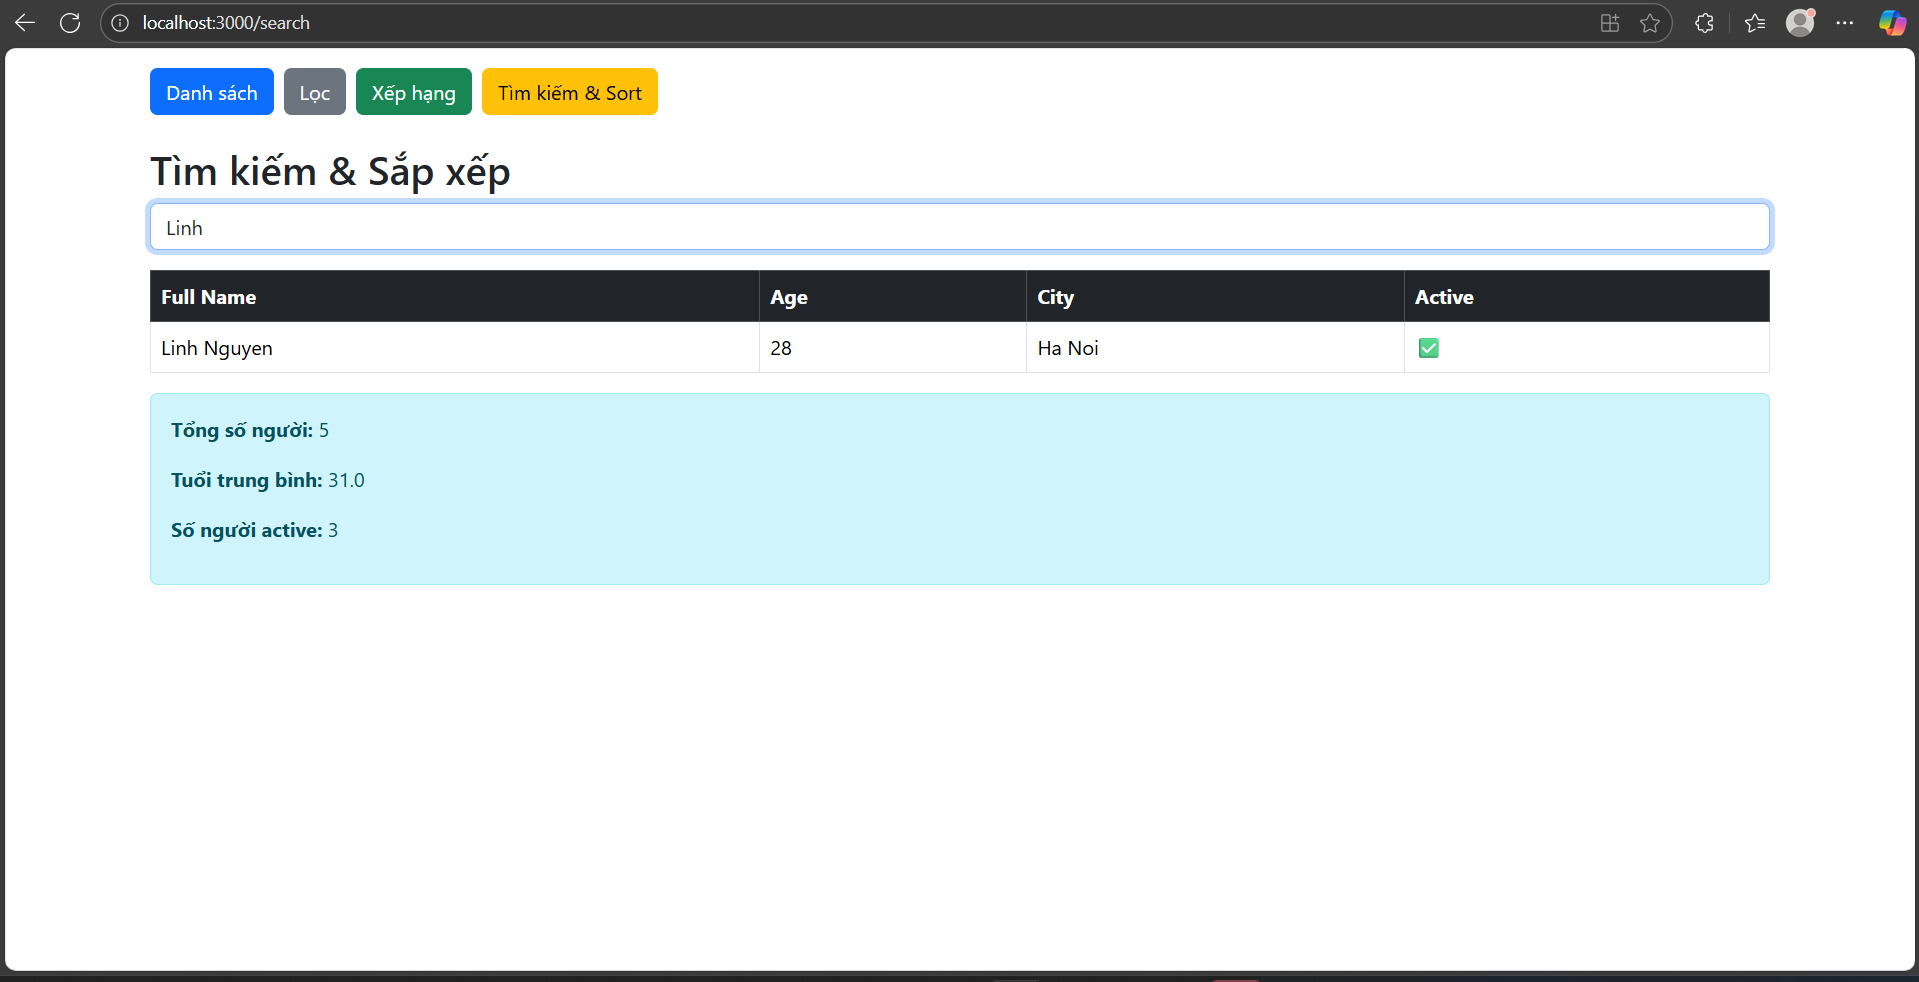 localhost:3000/search
Danh sách Lọc Xếp hạng Tìm kiếm & Sort
Tìm kiếm & Sắp xếp
Linh
Full Name Age City Active
Linh Nguyen 28 Ha Noi ✅
Tổng số người: 5
Tuổi trung bình: 31.0
Số người active: 3